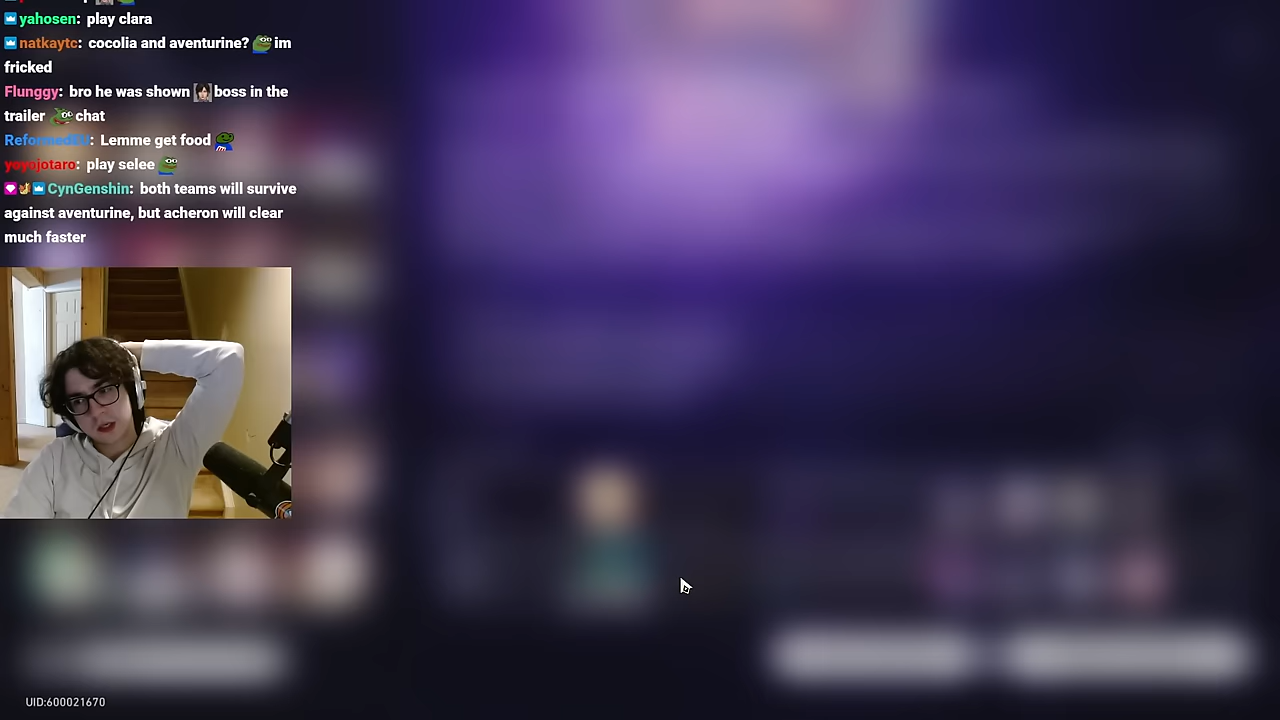 yahosen: play clara
natkaytc: cocolia and aventurine? im
fricked
Flunggy: bro he was shown boss in the
trailer chat
Lemme get food
yoyojotaro: play selee
CynGenshin: both teams will survive
against aventurine, but acheron will clear
much faster
UID:600021670